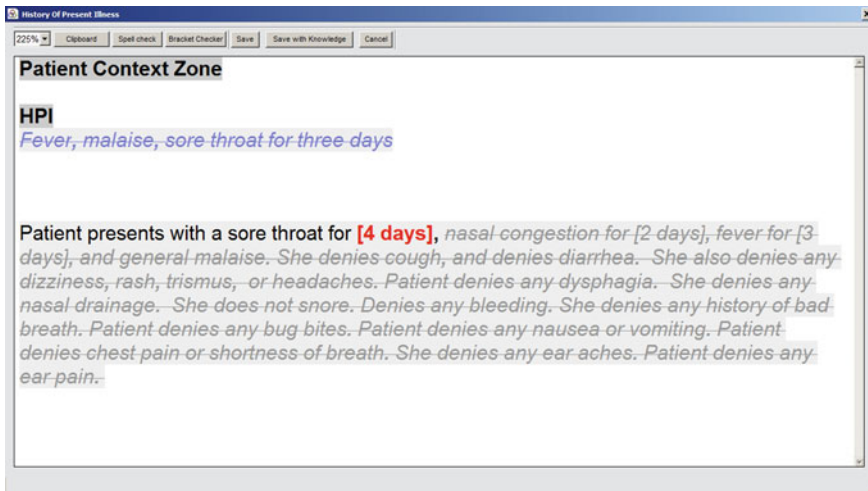 History Of Present Illness
225% Clipboard Spell check Bracket Checker Save Save with Knowledge Cancel
Patient Context Zone
HPI
Fever, malaise, sore throat for three days
Patient presents with a sore throat for [4 days], nasal congestion for [2 days], fever for [3
days], and general malaise. She denies cough, and denies diarrhea. She also denies any
dizziness, rash, trismus, or headaches. Patient denies any dysphagia. She denies any
nasal drainage. She does not snore. Denies any bleeding. She denies any history of bad
breath. Patient denies any bug bites. Patient denies any nausea or vomiting. Patient
denies chest pain or shortness of breath. She denies any ear aches. Patient denies any
ear pain.